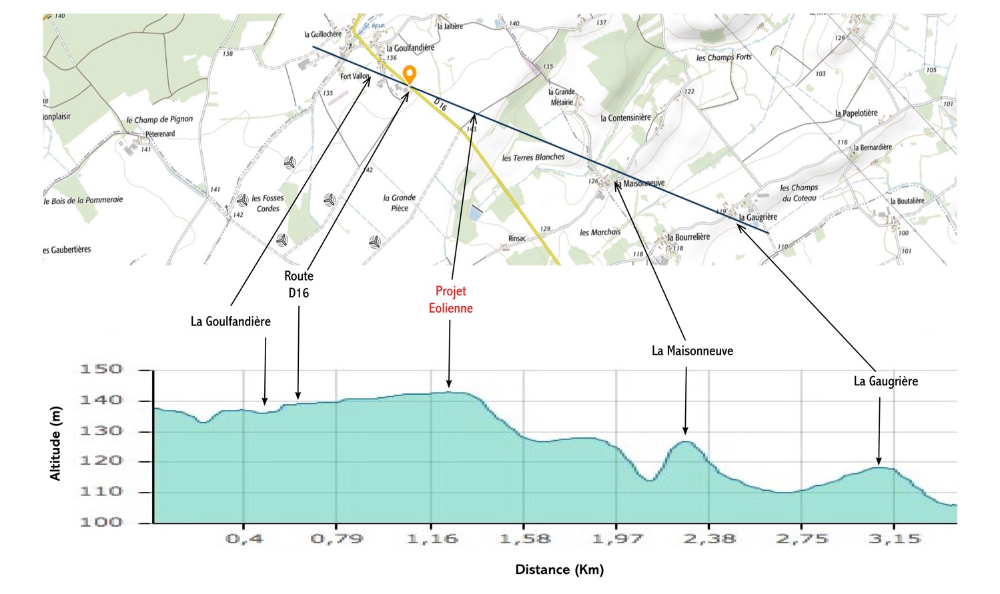 140
la Guillochère
St. épur.
la Jaltière
140
137
138
la Goulfandière
136
126
100
les Champs Forts
Fort Vallon
135
103
105
135
D16
la Grande
Métairie
122
101
38
onplaisir
le Champ de Pignon
Pèterenard
141
143
la Contensinière
la Papelotière
116
la Bernardière
100
142
les Terres Blanches
126
la Maisonneuve
141
le Bois de la Pommeraie
les Fosses
Cordes
la Grande
Pièce
les Champs
du Coteau
la Boutalière
142
119
la Gaugrière
129
Rinsac
les Marchais
la Bourrelière
118
118
110
100
101
es Gaubertières
Route
D16
Projet
Eolienne
La Goulfandière
La Maisonneuve
La Gaugrière
Altitude (m)
150
140
130
120
110
100
0,4 0,79 1,16 1,58 1,97 2,38 2,75 3,15
Distance (Km)